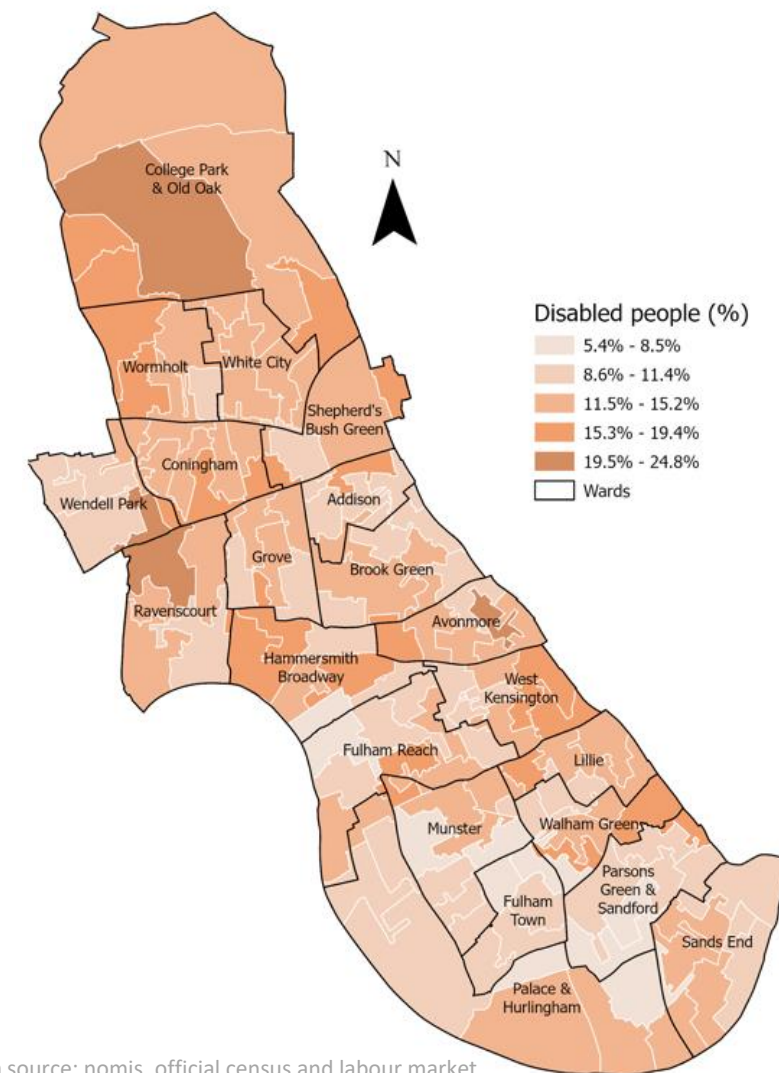 College Park
& Old Oak
N
Disabled people (%)
5.4% - 8.5%
8.6% - 11.4%
11.5% - 15.2%
15.3% - 19.4%
19.5% - 24.8%
Wards
Wormholt
White City
Shepherd's
Bush Green
Coningham
Wendell Park
Addison
Grove
Brook Green
Ravenscourt
Avonmore
Hammersmith
Broadway
West
Kensington
Fulham Reach
Lillie
Munster
Walham Green
Parsons
Green &
Sandford
Fulham
Town
Sands End
Palace &
Hurlingham
source: nomis, official census and labour market